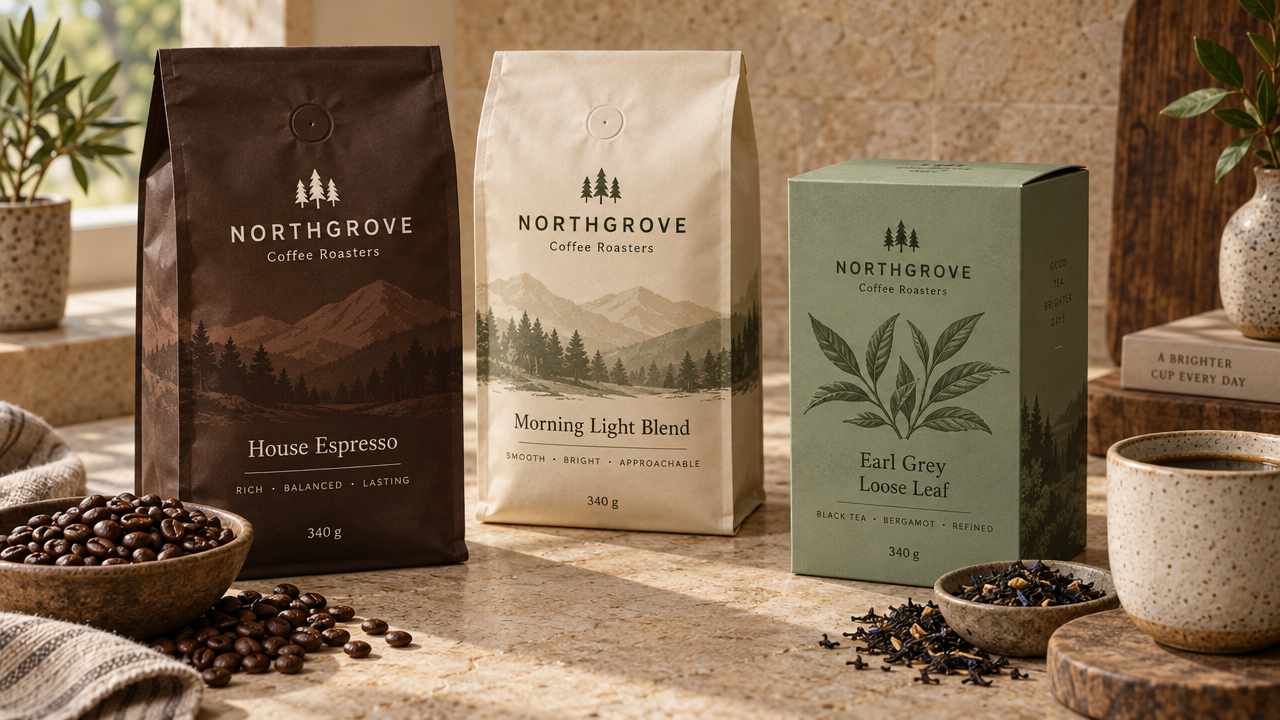 NORTHGROVE
Coffee Roasters
House Espresso
RICH • BALANCED • LASTING
340 g
NORTHGROVE
Coffee Roasters
Morning Light Blend
SMOOTH • BRIGHT • APPROACHABLE
340 g
NORTHGROVE
Coffee Roasters
Earl Grey
Loose Leaf
BLACK TEA • BERGAMOT • REFINED
340 g
GOOD
TEA
BRIGHTER
DAYS
A BRIGHTER
CUP EVERY DAY